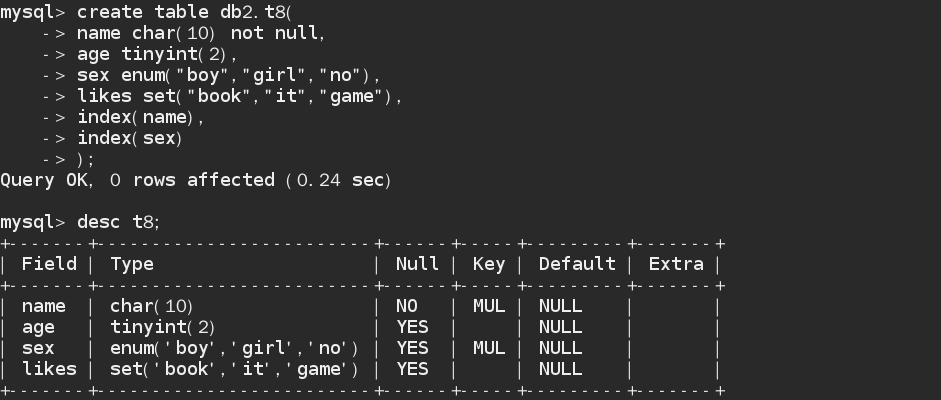 mysql> create table db2.t8(
    -> name char(10) not null,
    -> age tinyint(2),
    -> sex enum("boy","girl","no"),
    -> likes set("book","it","game"),
    -> index(name),
    -> index(sex)
    -> );
Query OK, 0 rows affected (0.24 sec)

mysql> desc t8;
+-------+--------------------------+------+-----+---------+-------+
| Field | Type                     | Null | Key | Default | Extra |
+-------+--------------------------+------+-----+---------+-------+
| name  | char(10)                 | NO   | MUL | NULL    |       |
| age   | tinyint(2)               | YES  |     | NULL    |       |
| sex   | enum('boy','girl','no')  | YES  | MUL | NULL    |       |
| likes | set('book','it','game')  | YES  |     | NULL    |       |
+-------+--------------------------+------+-----+---------+-------+